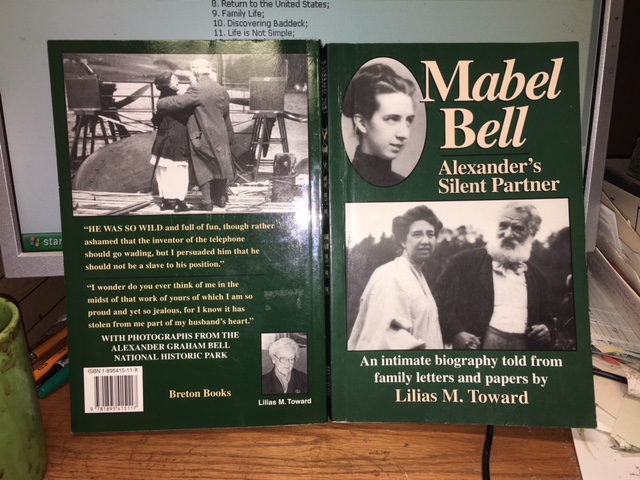 8. Return to the United States;
9. Family Life;
10. Discovering Baddeck;
11. Life is Not Simple;
star
"HE WAS SO WILD and full of fun, though rather
ashamed that the inventor of the telephone
should go wading, but I persuaded him that he
should not be a slave to his position."
"I wonder do you ever think of me in the
midst of that work of yours of which I am so
proud and yet so jealous, for I know it has
stolen from me part of my husband's heart."
WITH PHOTOGRAPHS FROM THE
ALEXANDER GRAHAM BELL
NATIONAL HISTORIC PARK
ISBN 1-895415-11-X
9 781895 415117
Breton Books
Lilias M. Toward
Mabel
Bell
Alexander's
Silent Partner
An intimate biography told from
family letters and papers by
Lilias M. Toward